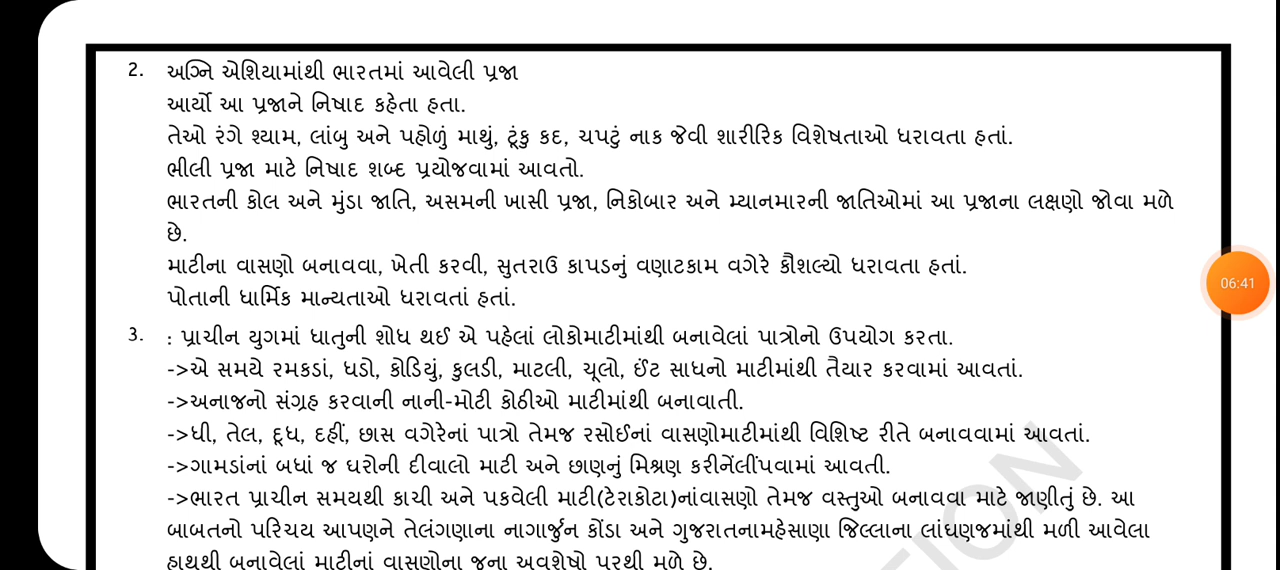 2. અગ્નિ એશિયામાંથી ભારતમાં આવેલી પ્રજા
આર્યો આ પ્રજાને નિષાદ કહેતા હતા.
તેઓ રંગે શ્યામ, લાંબુ અને પહોળું માથું, ટૂંકુ કદ, ચપટું નાક જેવી શારીરિક વિશેષતાઓ ધરાવતા હતાં.
ભીલી પ્રજા માટે નિષાદ શબ્દ પ્રયોજવામાં આવતો.
ભારતની કોલ અને મુંડા જાતિ, અસમની ખાસી પ્રજા, નિકોબાર અને મ્યાનમારની જાતિઓમાં આ પ્રજાના લક્ષણો જોવા મળે
છે.
માટીના વાસણો બનાવવા, ખેતી કરવી, સુતરાઉ કાપડનું વણાટકામ વગેરે કૌશલ્યો ધરાવતા હતાં.
પોતાની ધાર્મિક માન્યતાઓ ધરાવતાં હતાં.
3. : પ્રાચીન યુગમાં ધાતુની શોધ થઈ એ પહેલાં લોકોમાટીમાંથી બનાવેલાં પાત્રોનો ઉપયોગ કરતા.
->એ સમયે રમકડાં, ધડો, કોડિયું, કુલડી, માટલી, ચૂલો, ઈંટ સાધનો માટીમાંથી તૈયાર કરવામાં આવતાં.
->અનાજનો સંગ્રહ કરવાની નાની-મોટી કોઠીઓ માટીમાંથી બનાવાતી.
->ધી, તેલ, દૂધ, દહીં, છાસ વગેરેનાં પાત્રો તેમજ રસોઈનાં વાસણોમાટીમાંથી વિશિષ્ટ રીતે બનાવવામાં આવતાં.
->ગામડાંનાં બધાં જ ઘરોની દીવાલો માટી અને છાણનું મિશ્રણ કરીનેંલીંપવામાં આવતી.
->ભારત પ્રાચીન સમયથી કાચી અને પકવેલી માટી(ટેરાકોટા)નાંવાસણો તેમજ વસ્તુઓ બનાવવા માટે જાણીતું છે. આ
બાબતનો પરિચય આપણને તેલંગણાના નાગાર્જુન કોંડા અને ગુજરાતનામહેસાણા જિલ્લાના લાંધણજમાંથી મળી આવેલા
હાથથી બનાવેલાં માટીનાં વાસણોના જૂના અવશેષો પરથી મળે છે.
06:41